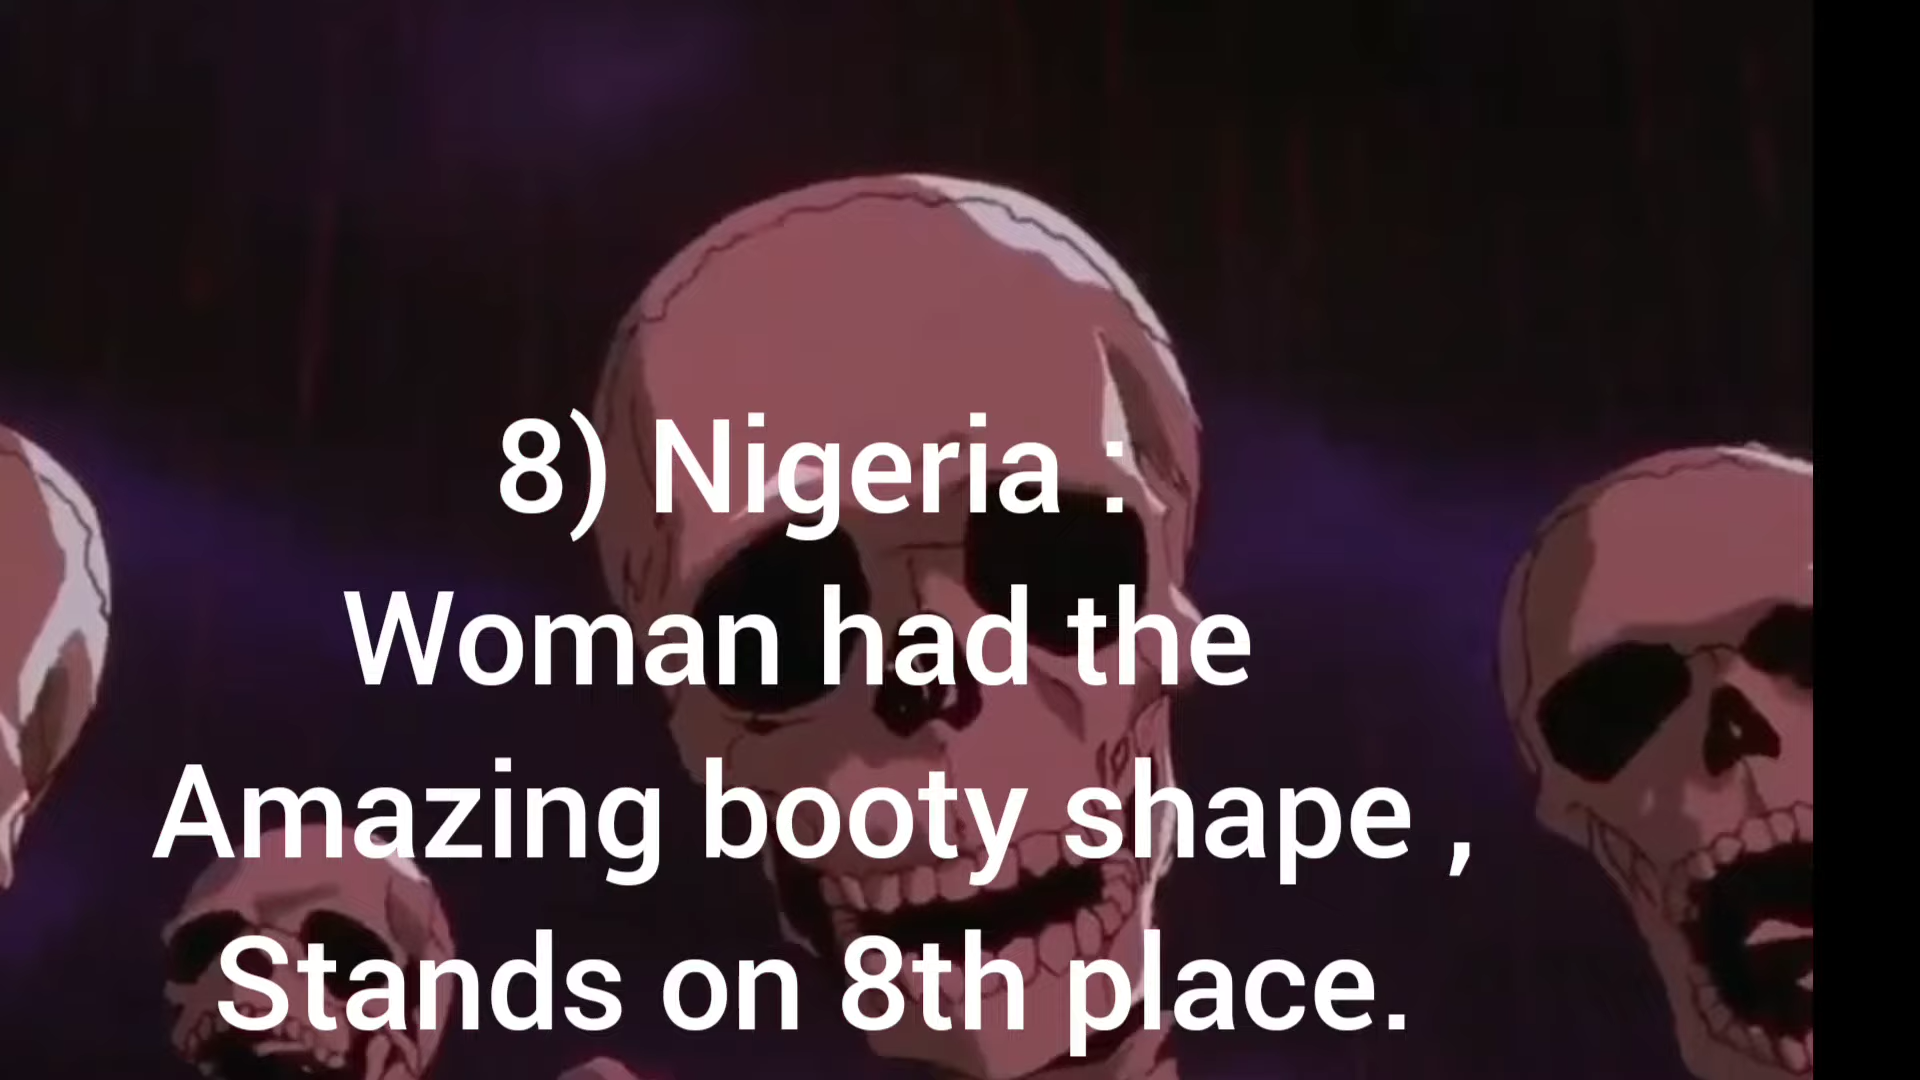 8) Nigeria :
Woman had the
Amazing booty shape ,
Stands on 8th place.